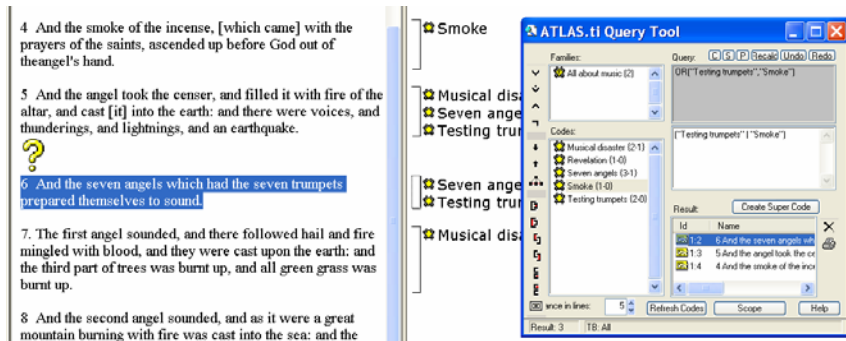 4 And the smoke of the incense, [which came] with the
prayers of the saints, ascended up before God out of
theangel's hand.
5 And the angel took the censer, and filled it with fire of the
altar, and cast [it] into the earth: and there were voices, and
thunderings, and lightnings, and an earthquake.
?
6 And the seven angels which had the seven trumpets
prepared themselves to sound.
7. The first angel sounded, and there followed hail and fire
mingled with blood, and they were cast upon the earth: and
the third part of trees was burnt up, and all green grass was
burnt up.
8 And the second angel sounded, and as it were a great
mountain burning with fire was cast into the sea: and the
Smoke
Musical disa
Seven ange
Testing trun
Seven ange
Testing trun
Musical disa
ATLAS.ti Query Tool
Families:
All about music (2)
Codes:
Musical disaster (2-1)
Revelation (1-0)
Seven angels (3-1)
Smoke (1-0)
Testing trumpets (2-0)
Query: C S P Recalc Undo Redo
OR("Testing trumpets","Smoke")
("Testing trumpets" | "Smoke")
Result: Create Super Code
Id Name
1:2 6 And the seven angels wh
1:3 5 And the angel took the ce
1:4 4 And the smoke of the ince
ance in lines: 5 Refresh Codes Scope Help
Result: 3 TB: All